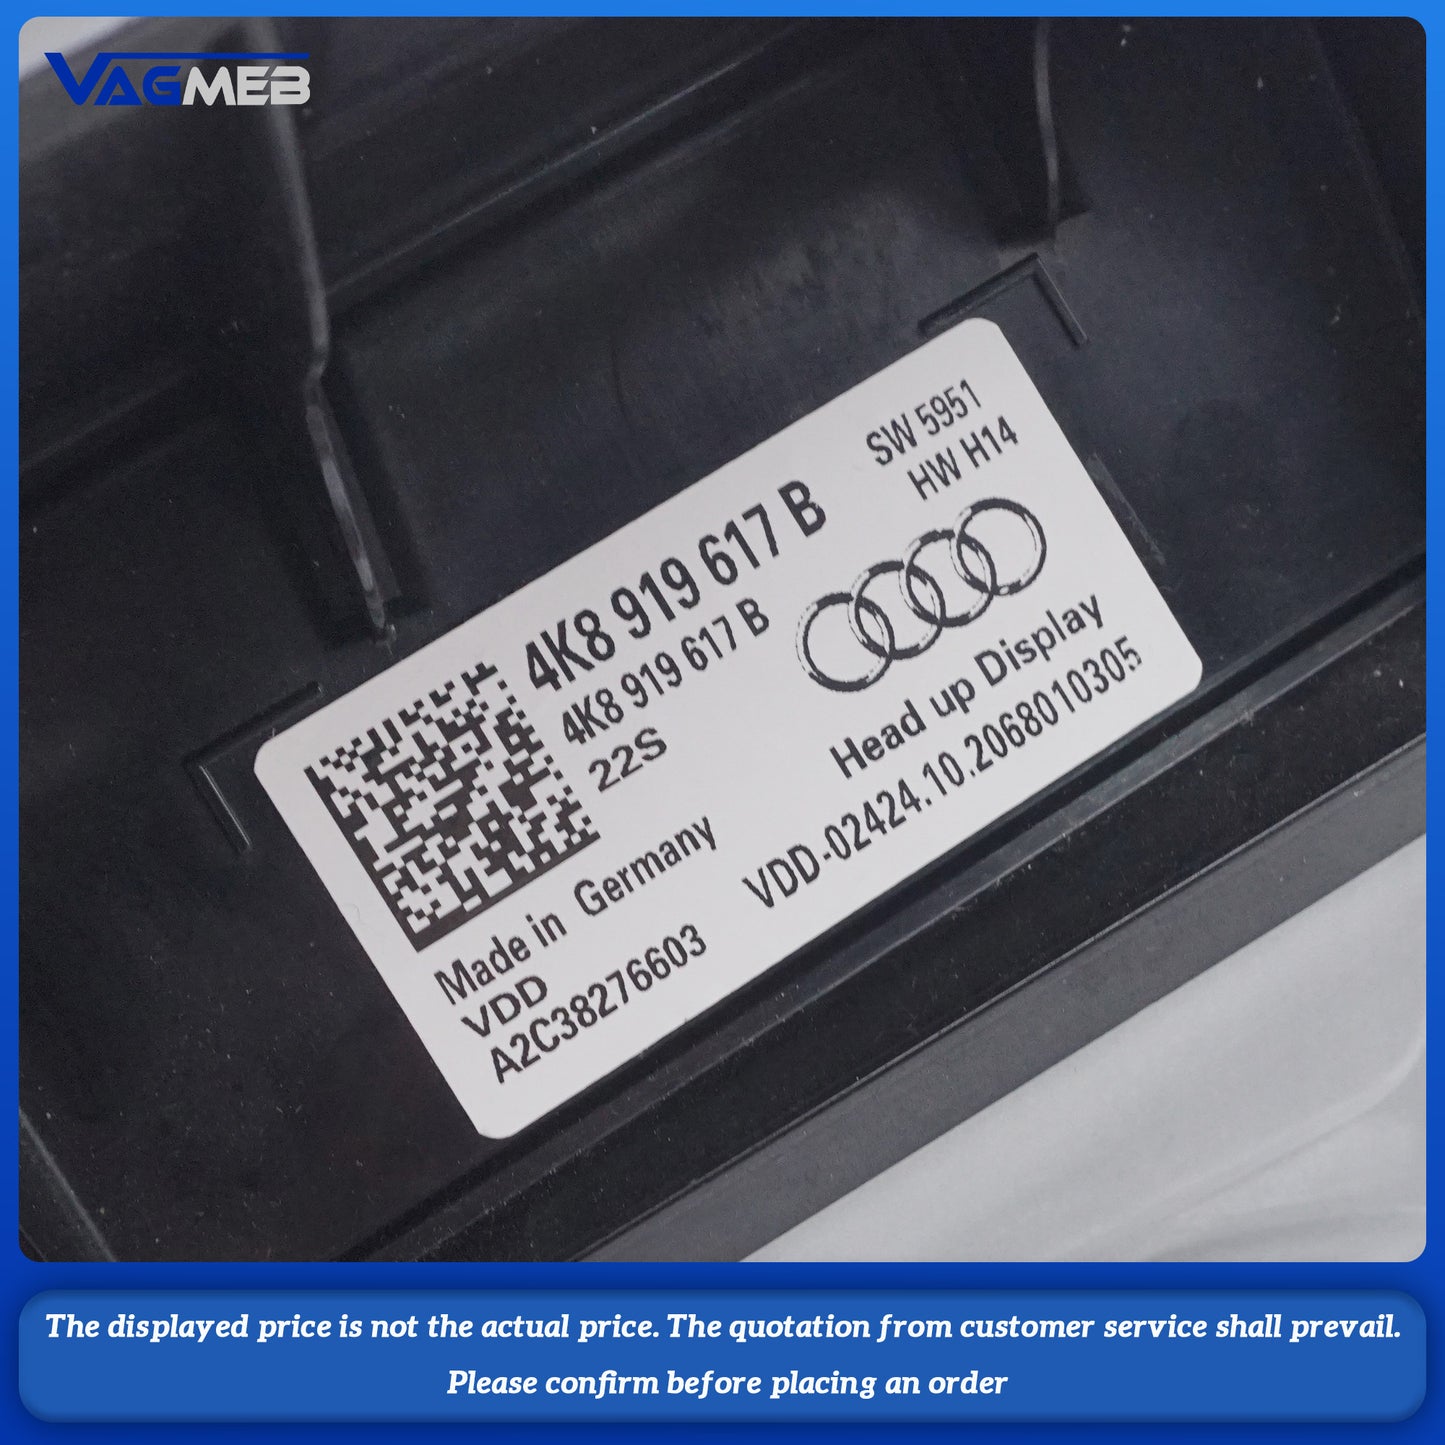 VAGMEB
SW 5951
HW H14
4K8 919 617 B
4K8 919 617 B
22S
Head up Display
VDD-02424.10.2068010305
Made in Germany
VDD
A2C38276603
The displayed price is not the actual price. The quotation from customer service shall prevail.
Please confirm before placing an order